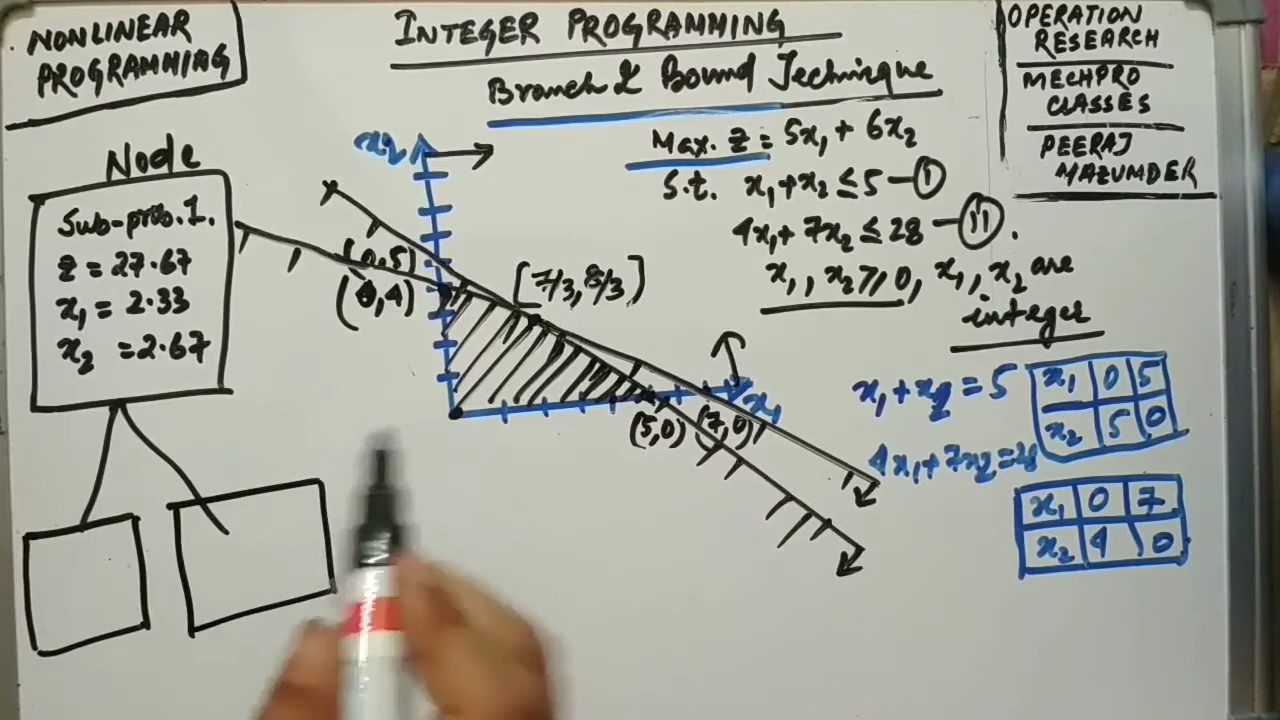 NONLINEAR
PROGRAMMING
INTEGER PROGRAMMING
Branch & Bound Technique
OPERATION
RESEARCH
MECHPRO
CLASSES
PEERAJ
MAZUMDER
Max. z = 5x₁ + 6x₂
S.t. x₁+x₂ ≤ 5 – (I)
4x₁ + 7x₂ ≤ 28 – (II).
x₁, x₂ ≥ 0, x₁, x₂ are
integer
Node
Sub-prob.1.
z = 27.67
x₁ = 2.33
x₂ = 2.67
x₂
(0,5)
(0,4)
[7/3, 8/3]
(5,0) (7,0)
x₁
x₁+x₂ = 5
x₁ 0 5
x₂ 5 0
4x₁+7x₂=28
x₁ 0 7
x₂ 4 0